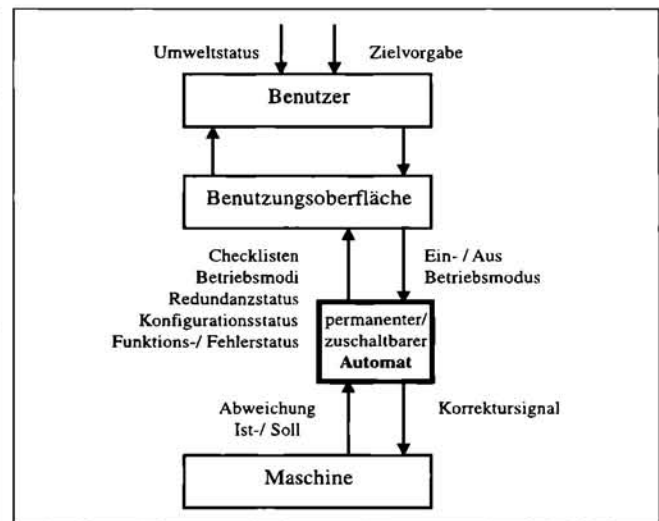 Umweltstatus
Zielvorgabe
Benutzer
Benutzungsoberfläche
Checklisten
Betriebsmodi
Redundanzstatus
Konfigurationsstatus
Funktions-/ Fehlerstatus
Ein- / Aus
Betriebsmodus
permanenter/
zuschaltbarer
Automat
Abweichung
Ist-/ Soll
Korrektursignal
Maschine